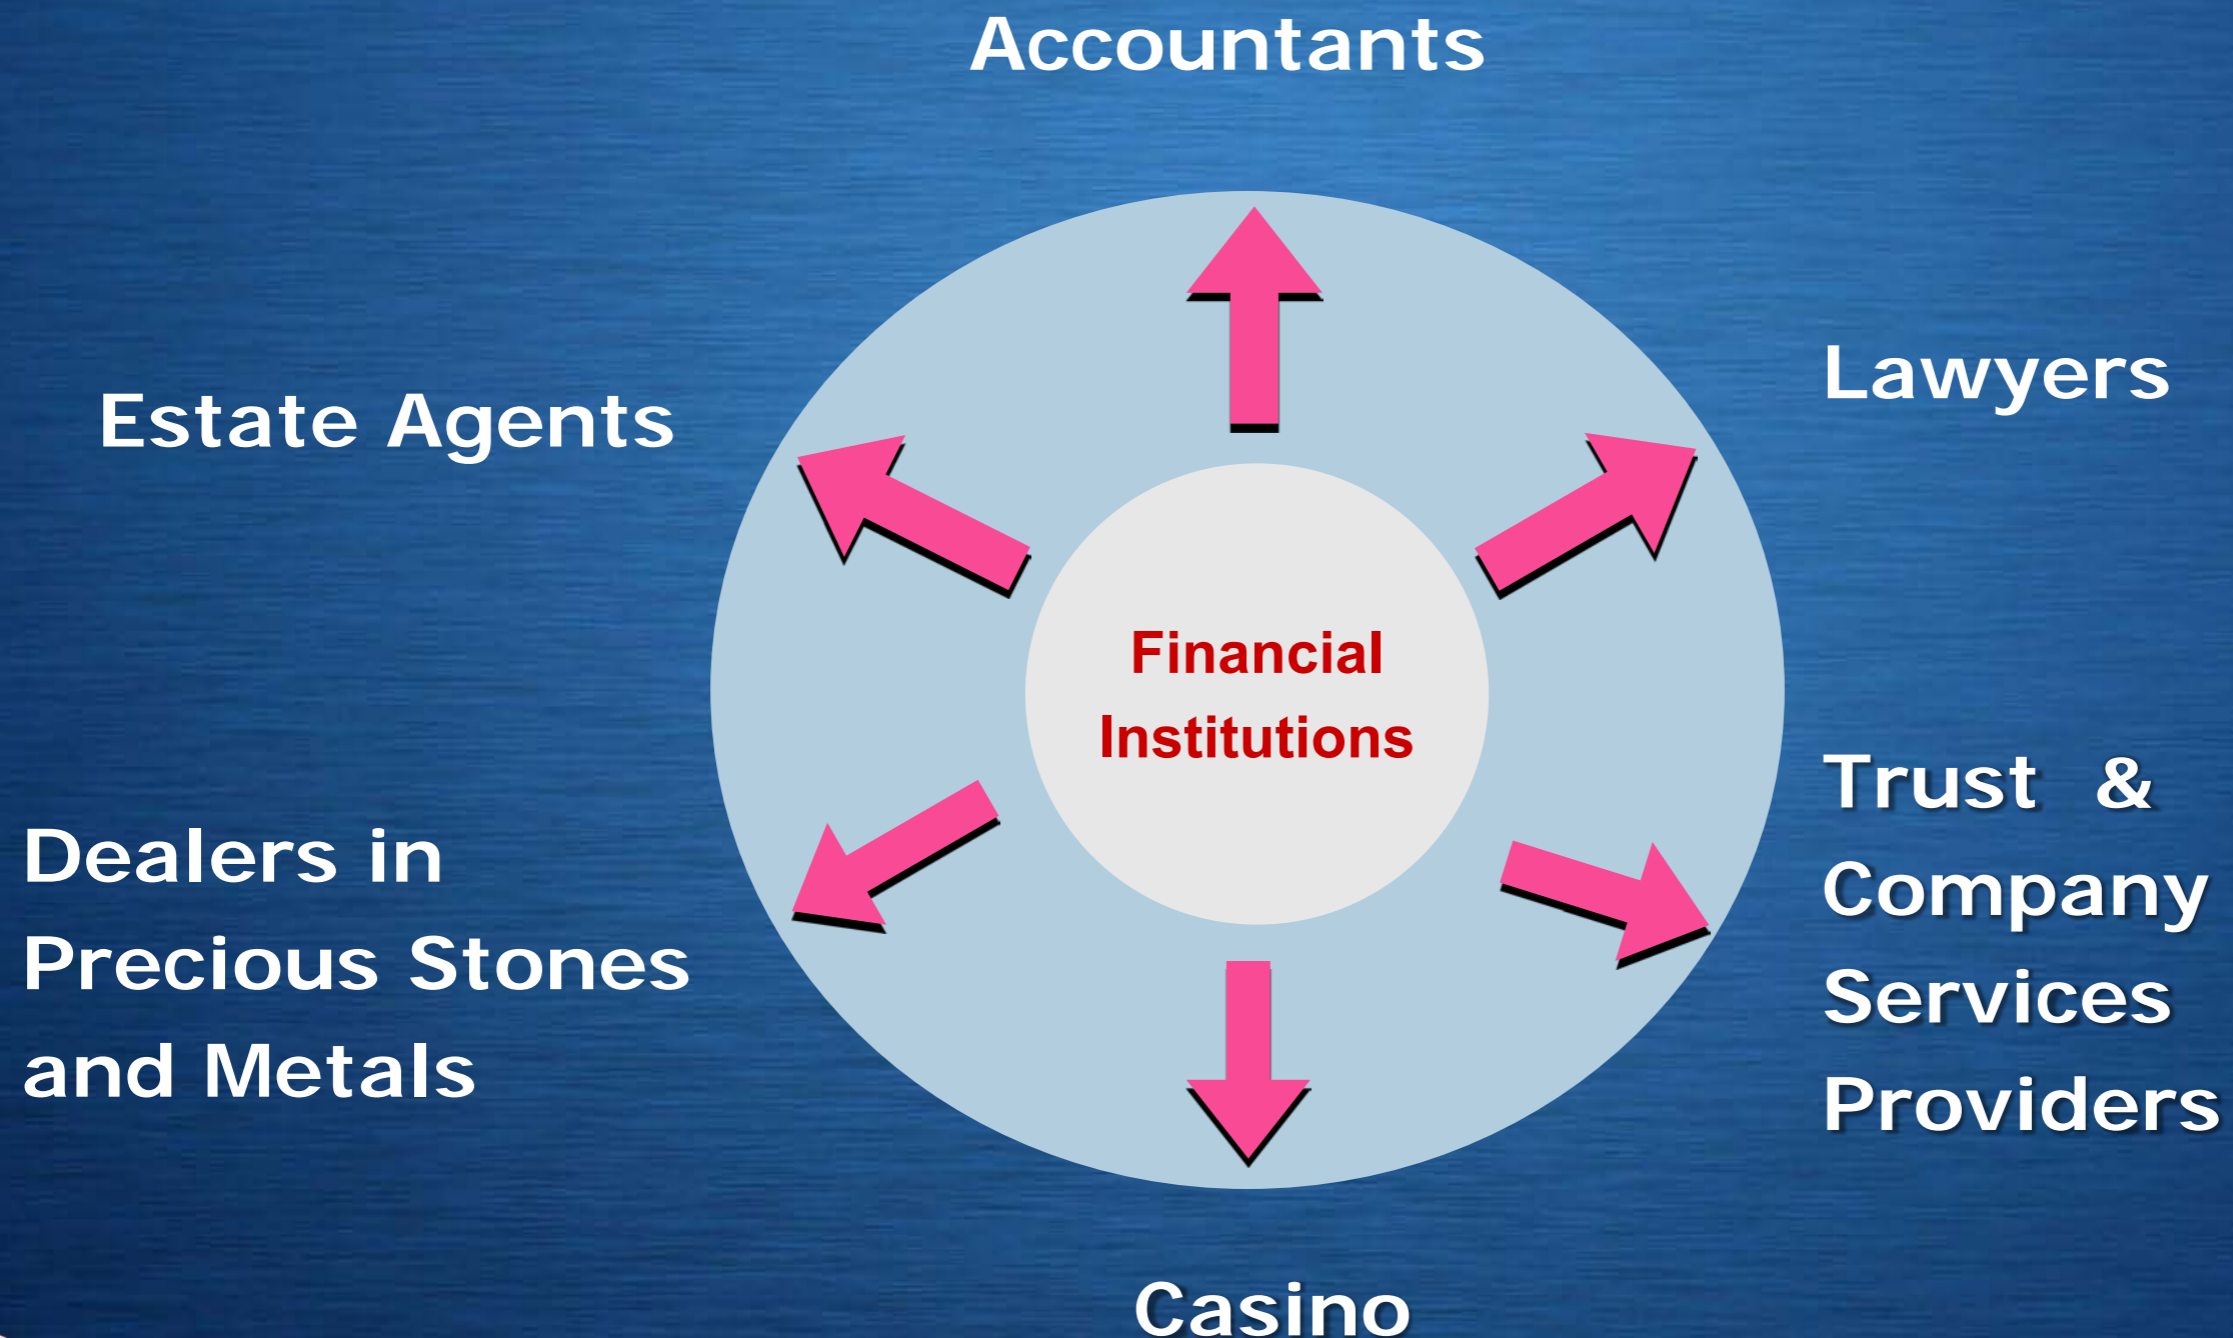 Accountants
Lawyers
Estate Agents
Financial
Institutions
Trust & 
Company
Services
Providers
Dealers in
Precious Stones
and Metals
Casino